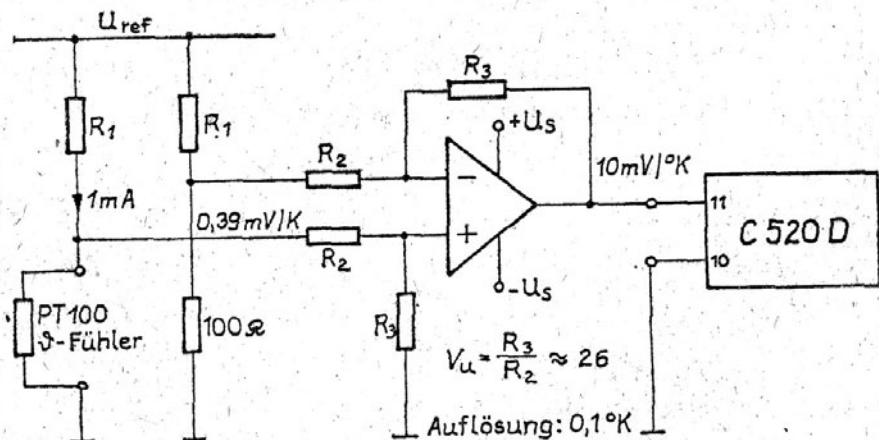 Uref
R1
R1
R3
+Us
R2
10mV/°K
1mA
0,39mV/K
−
+
11
C 520 D
10
R2
-Us
PT100
ϑ-Fühler
100Ω
R3
Vu = R3/R2 ≈ 26
Auflösung: 0,1°K